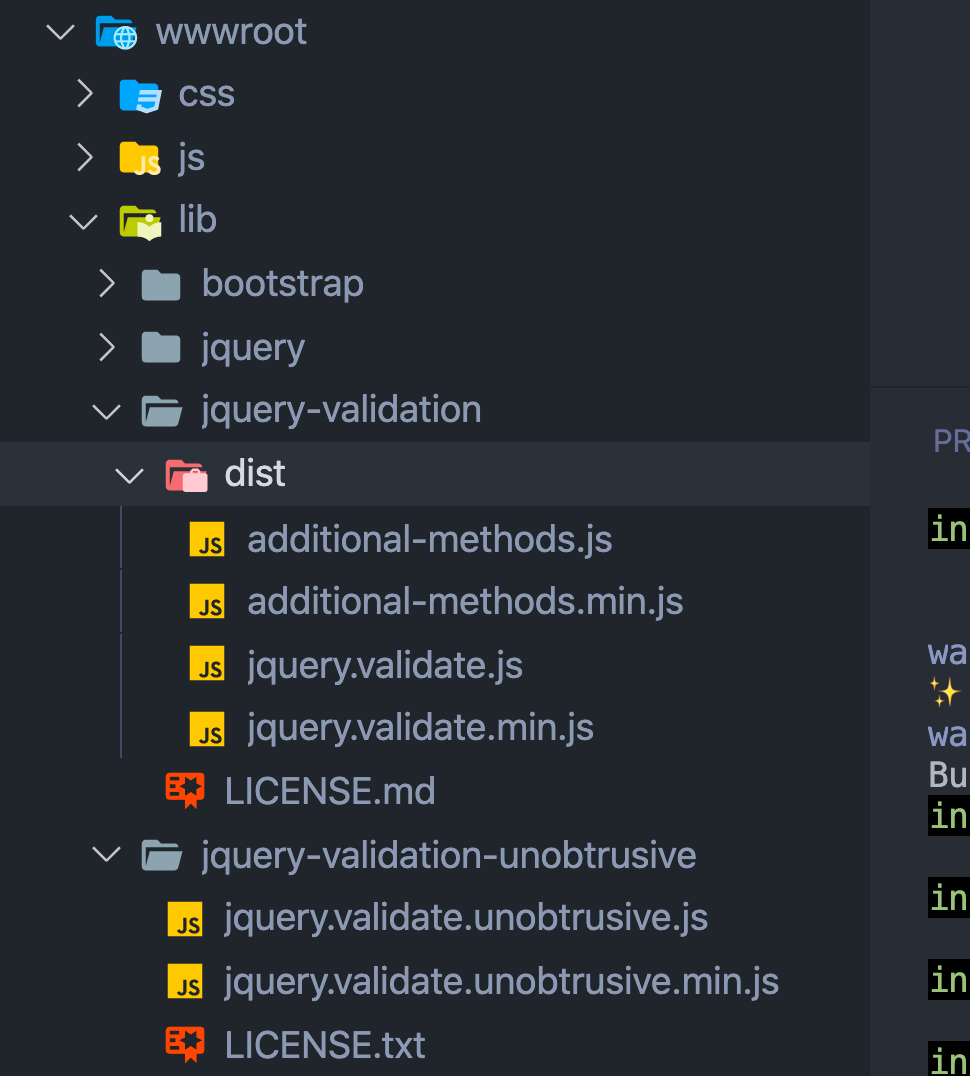 wwwroot
css
js
lib
bootstrap
jquery
jquery-validation
dist
additional-methods.js
additional-methods.min.js
jquery.validate.js
jquery.validate.min.js
LICENSE.md
jquery-validation-unobtrusive
jquery.validate.unobtrusive.js
jquery.validate.unobtrusive.min.js
LICENSE.txt
PR
in
wa
wa
Bu
in
in
in
in